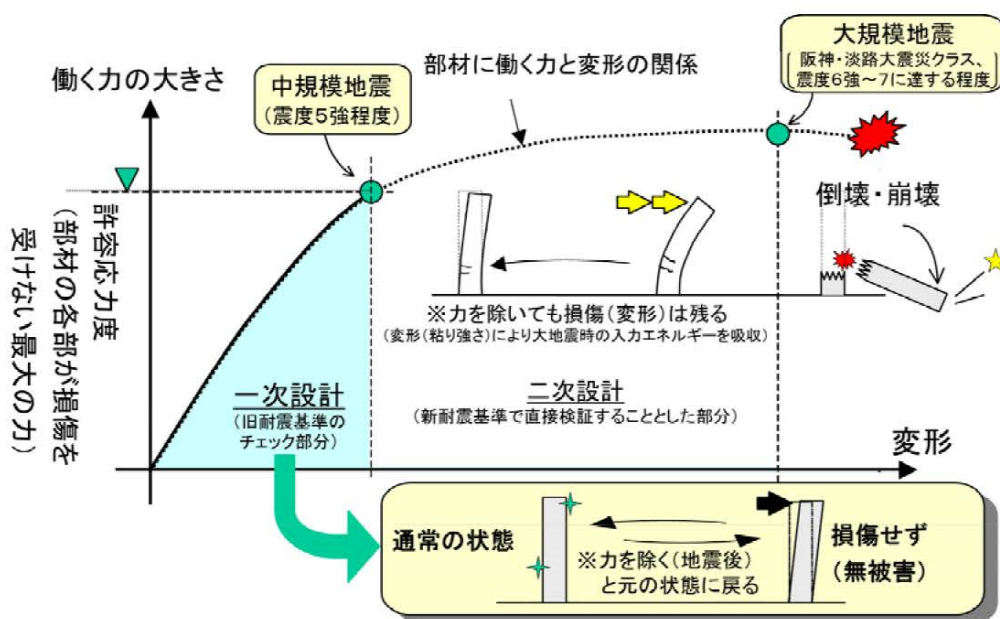 働く力の大きさ
中規模地震
(震度5強程度)
部材に働く力と変形の関係
大規模地震
阪神・淡路大震災クラス、
震度6強～7に達する程度
許容応力度
(部材の各部が損傷を
受けない最大の力)
倒壊・崩壊
※力を除いても損傷(変形)は残る
(変形(粘り強さ)により大地震時の入力エネルギーを吸収)
一次設計
(旧耐震基準の
チェック部分)
二次設計
(新耐震基準で直接検証することとした部分)
変形
通常の状態
※力を除く(地震後)
と元の状態に戻る
損傷せず
(無被害)